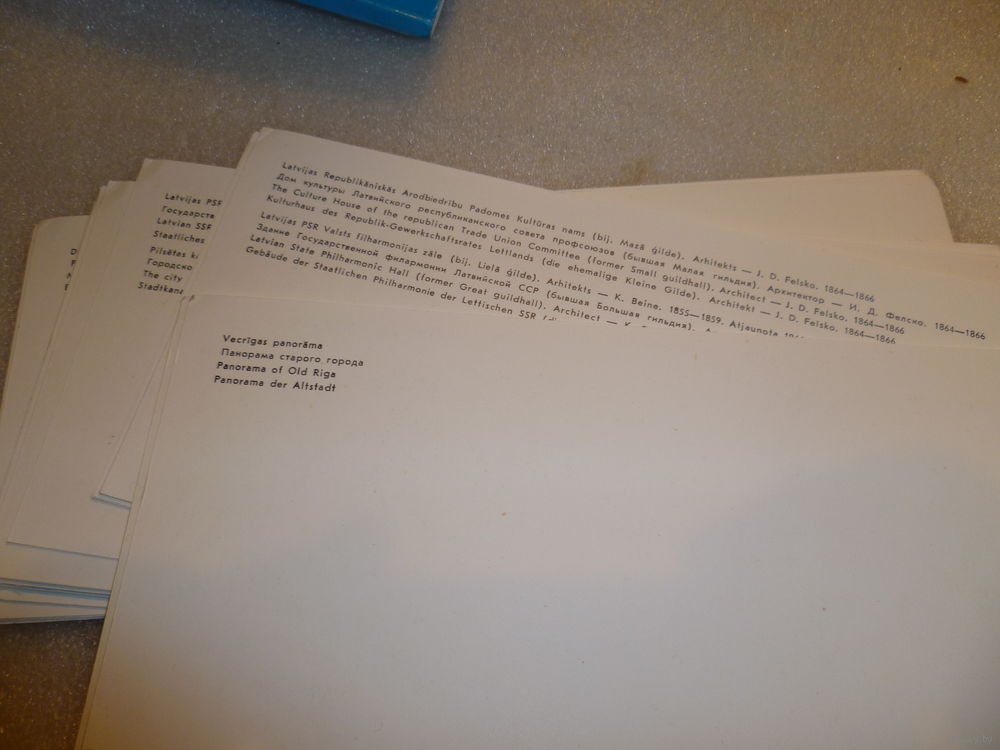 Latvijas Republikāniskās Arodbiedrību Padomes Kultūras nams (bij. Mazā ģilde). Arhitekts — J. D. Felsko. 1864—1866
Дом культуры Латвийского республиканского совета профсоюзов (бывшая Малая гильдия). Архитектор — И. Д. Фелско. 1864—1866
The Culture House of the republican Trade Union Committee (former Small guildhall). Architect — J. D. Felsko. 1864—1866
Kulturhaus des Republik-Gewerkschaftsrates Lettlands (die ehemalige Kleine Gilde). Architekt — J. D. Felsko. 1864—1866
Latvijas PSR Valsts filharmonijas zāle (bij. Lielā ģilde). Arhitekts — K. Beine. 1855—1859. Atjaunota
Здание Государственной филармонии Латвийской ССР (бывшая Большая гильдия).
Latvian State Philharmonic Hall (former Great guildhall). Architect —
Gebäude der Staatlichen Philharmonie der Lettischen SSR
Latvijas PSR
Государств
Latvian SSR
Staatliches
Pilsētas
Городско
The city
Stadtkana
Vecrīgas panorāma
Панорама старого города
Panorama of Old Riga
Panorama der Altstadt